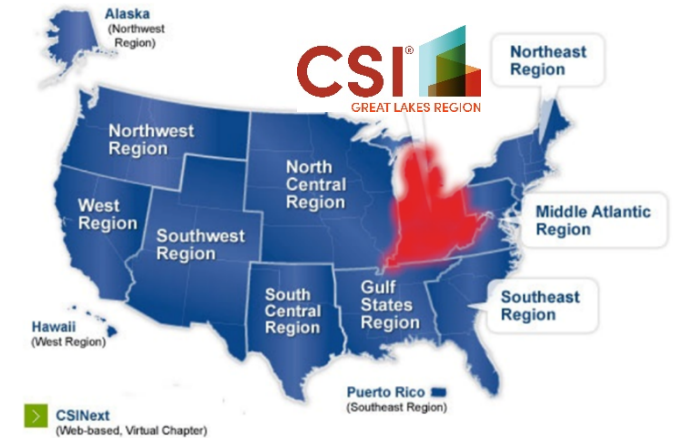 Alaska
(Northwest
Region)
CSI®
GREAT LAKES REGION
Northeast
Region
Northwest
Region
North
Central
Region
West
Region
Southwest
Region
Middle Atlantic
Region
South
Central
Region
Gulf
States
Region
Southeast
Region
Hawaii
(West Region)
Puerto Rico
(Southeast Region)
CSINext
(Web-based, Virtual Chapter)